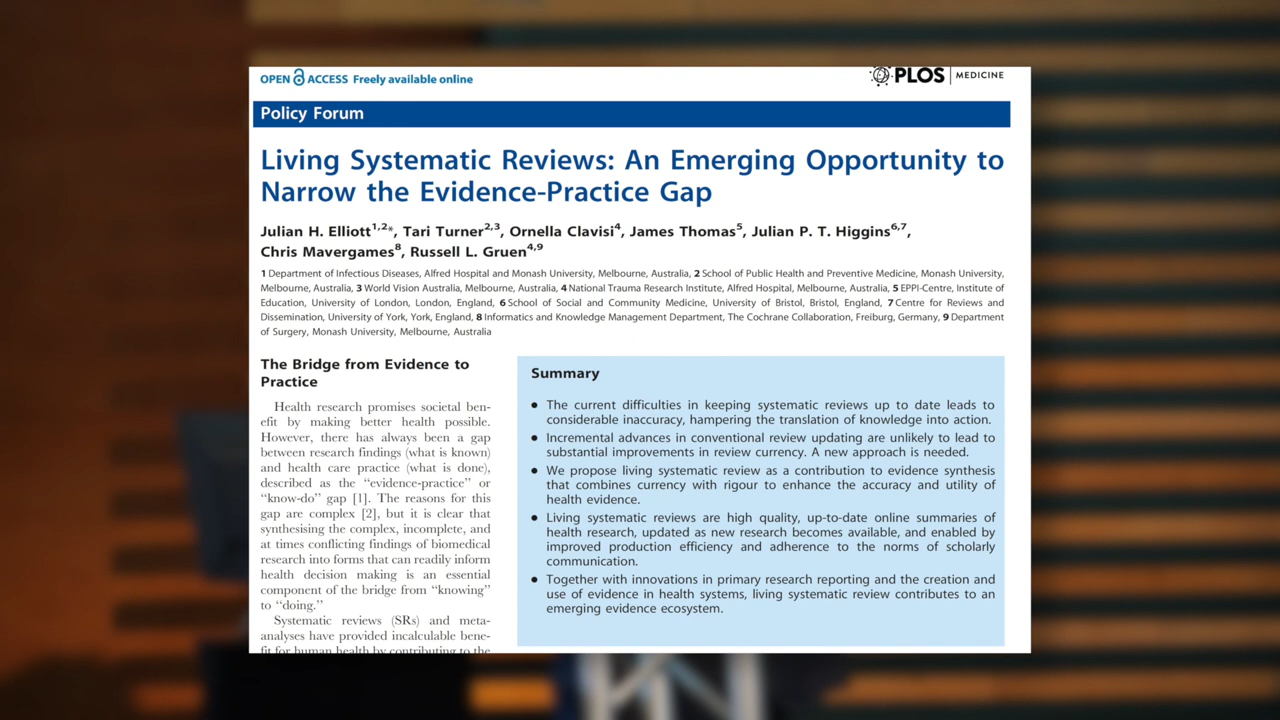 OPEN ACCESS Freely available online
PLOS | MEDICINE
Policy Forum
Living Systematic Reviews: An Emerging Opportunity to
Narrow the Evidence-Practice Gap
Julian H. Elliott1,2*, Tari Turner2,3, Ornella Clavisi4, James Thomas5, Julian P. T. Higgins6,7,
Chris Mavergames8, Russell L. Gruen4,9
1 Department of Infectious Diseases, Alfred Hospital and Monash University, Melbourne, Australia, 2 School of Public Health and Preventive Medicine, Monash University,
Melbourne, Australia, 3 World Vision Australia, Melbourne, Australia, 4 National Trauma Research Institute, Alfred Hospital, Melbourne, Australia, 5 EPPI-Centre, Institute of
Education, University of London, London, England, 6 School of Social and Community Medicine, University of Bristol, Bristol, England, 7 Centre for Reviews and
Dissemination, University of York, York, England, 8 Informatics and Knowledge Management Department, The Cochrane Collaboration, Freiburg, Germany, 9 Department
of Surgery, Monash University, Melbourne, Australia
The Bridge from Evidence to
Practice
Health research promises societal ben-
efit by making better health possible.
However, there has always been a gap
between research findings (what is known)
and health care practice (what is done),
described as the "evidence-practice" or
"know-do" gap [1]. The reasons for this
gap are complex [2], but it is clear that
synthesising the complex, incomplete, and
at times conflicting findings of biomedical
research into forms that can readily inform
health decision making is an essential
component of the bridge from "knowing"
to "doing."
Systematic reviews (SRs) and meta-
analyses have provided incalculable bene-
fit for human health by contributing to the
Summary
● The current difficulties in keeping systematic reviews up to date leads to
considerable inaccuracy, hampering the translation of knowledge into action.
● Incremental advances in conventional review updating are unlikely to lead to
substantial improvements in review currency. A new approach is needed.
● We propose living systematic review as a contribution to evidence synthesis
that combines currency with rigour to enhance the accuracy and utility of
health evidence.
● Living systematic reviews are high quality, up-to-date online summaries of
health research, updated as new research becomes available, and enabled by
improved production efficiency and adherence to the norms of scholarly
communication.
● Together with innovations in primary research reporting and the creation and
use of evidence in health systems, living systematic review contributes to an
emerging evidence ecosystem.